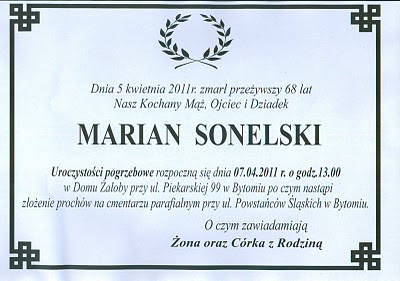 Dnia 5 kwietnia 2011r. zmarł przeżywszy 68 lat
Nasz Kochany Mąż, Ojciec i Dziadek
MARIAN SONELSKI
Uroczystości pogrzebowe rozpoczną się dnia 07.04.2011 r. o godz.13.00
w Domu Żałoby przy ul. Piekarskiej 99 w Bytomiu po czym nastąpi
złożenie prochów na cmentarzu parafialnym przy ul. Powstańców Śląskich w Bytomiu.
O czym zawiadamiają
Żona oraz Córka z Rodziną